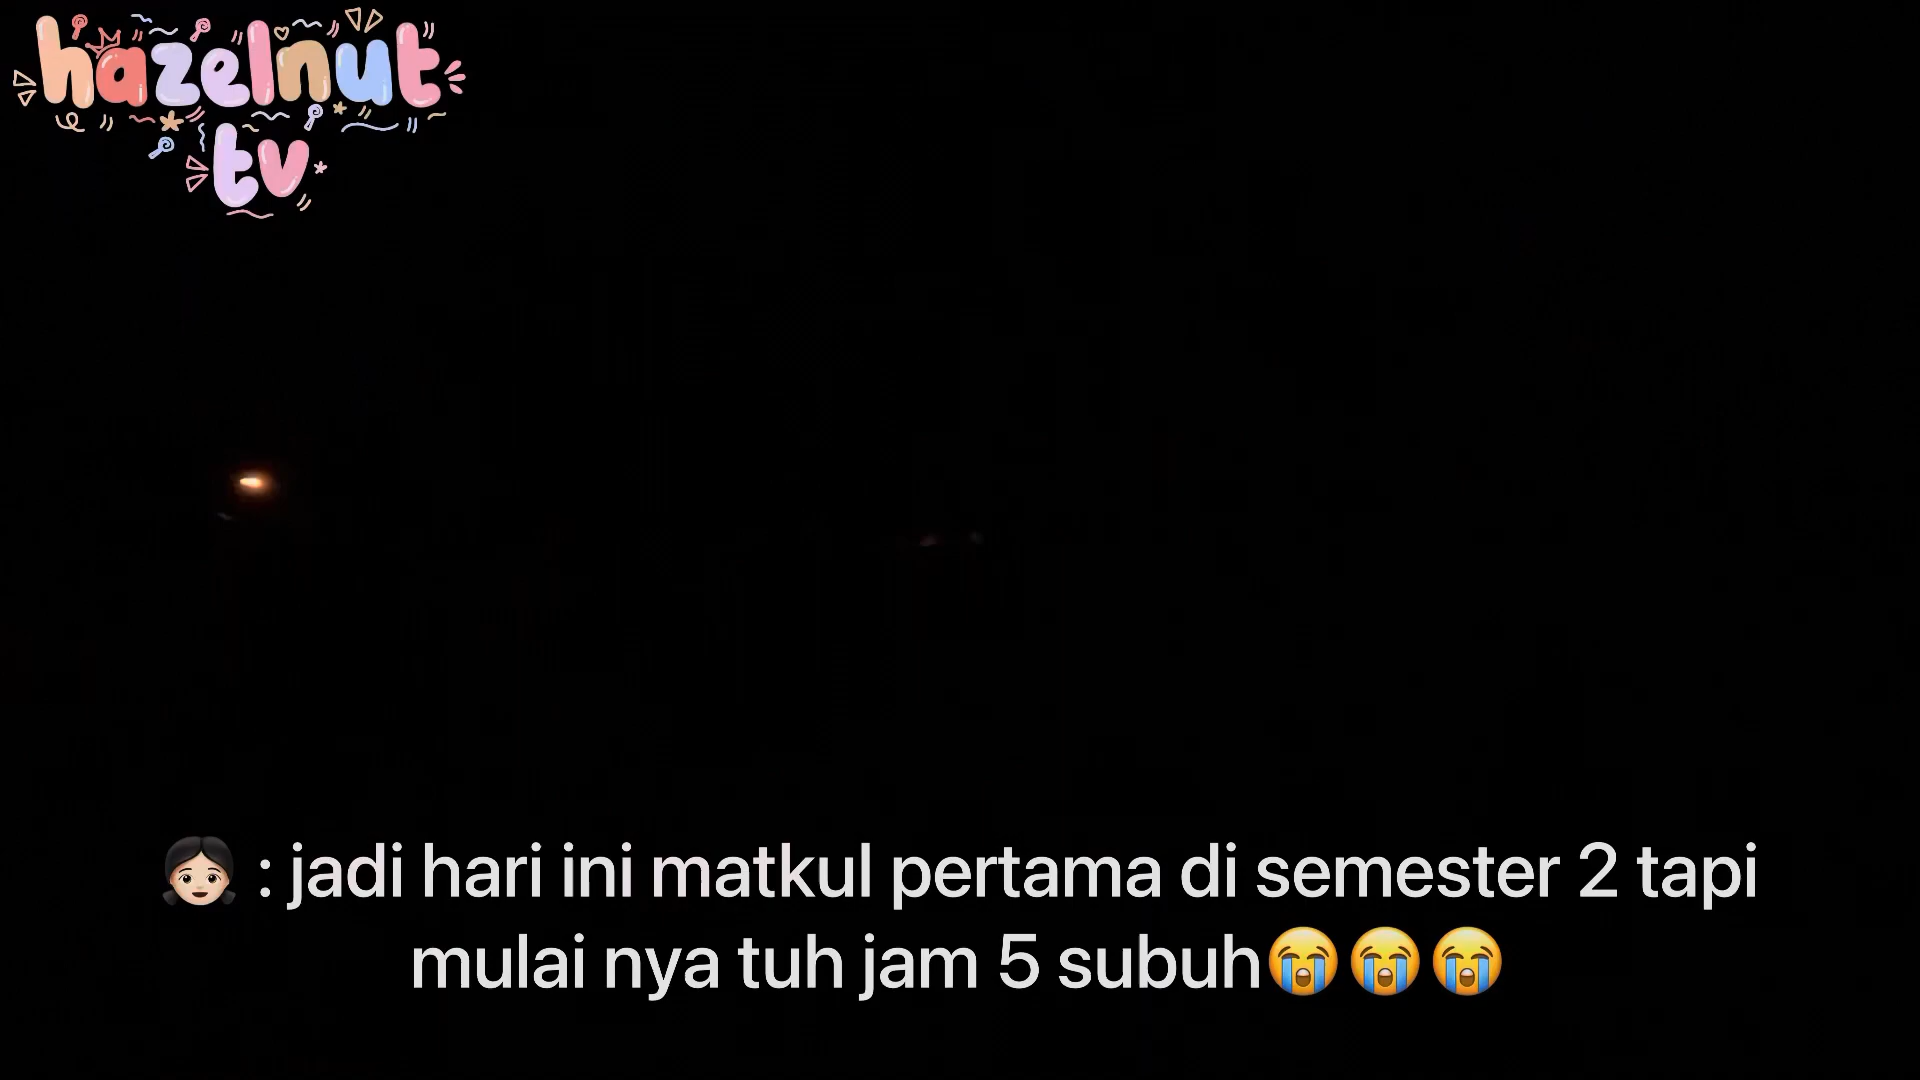 hazelnut
tv
👧🏻 : jadi hari ini matkul pertama di semester 2 tapi
mulai nya tuh jam 5 subuh😭😭😭